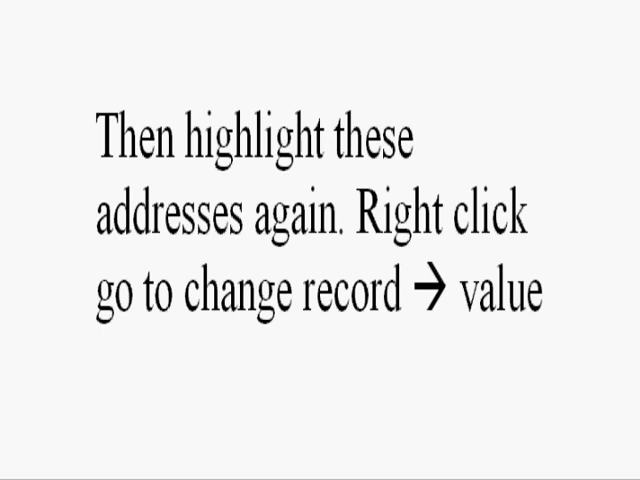 Then highlight these
addresses again. Right click
go to change record → value